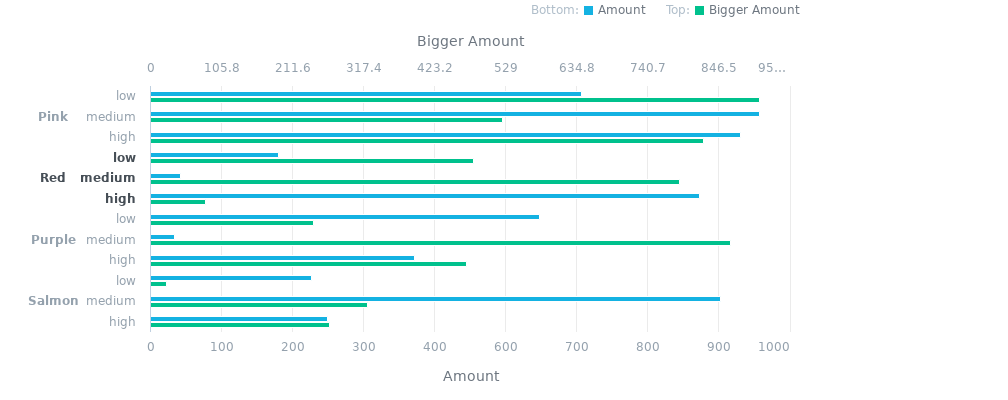 Bottom: Amount Top: Bigger Amount
Bigger Amount
0 105.8 211.6 317.4 423.2 529 634.8 740.7 846.5 95...
low
Pink medium
high
low
Red medium
high
low
Purple medium
high
low
Salmon medium
high
0 100 200 300 400 500 600 700 800 900 1000
Amount